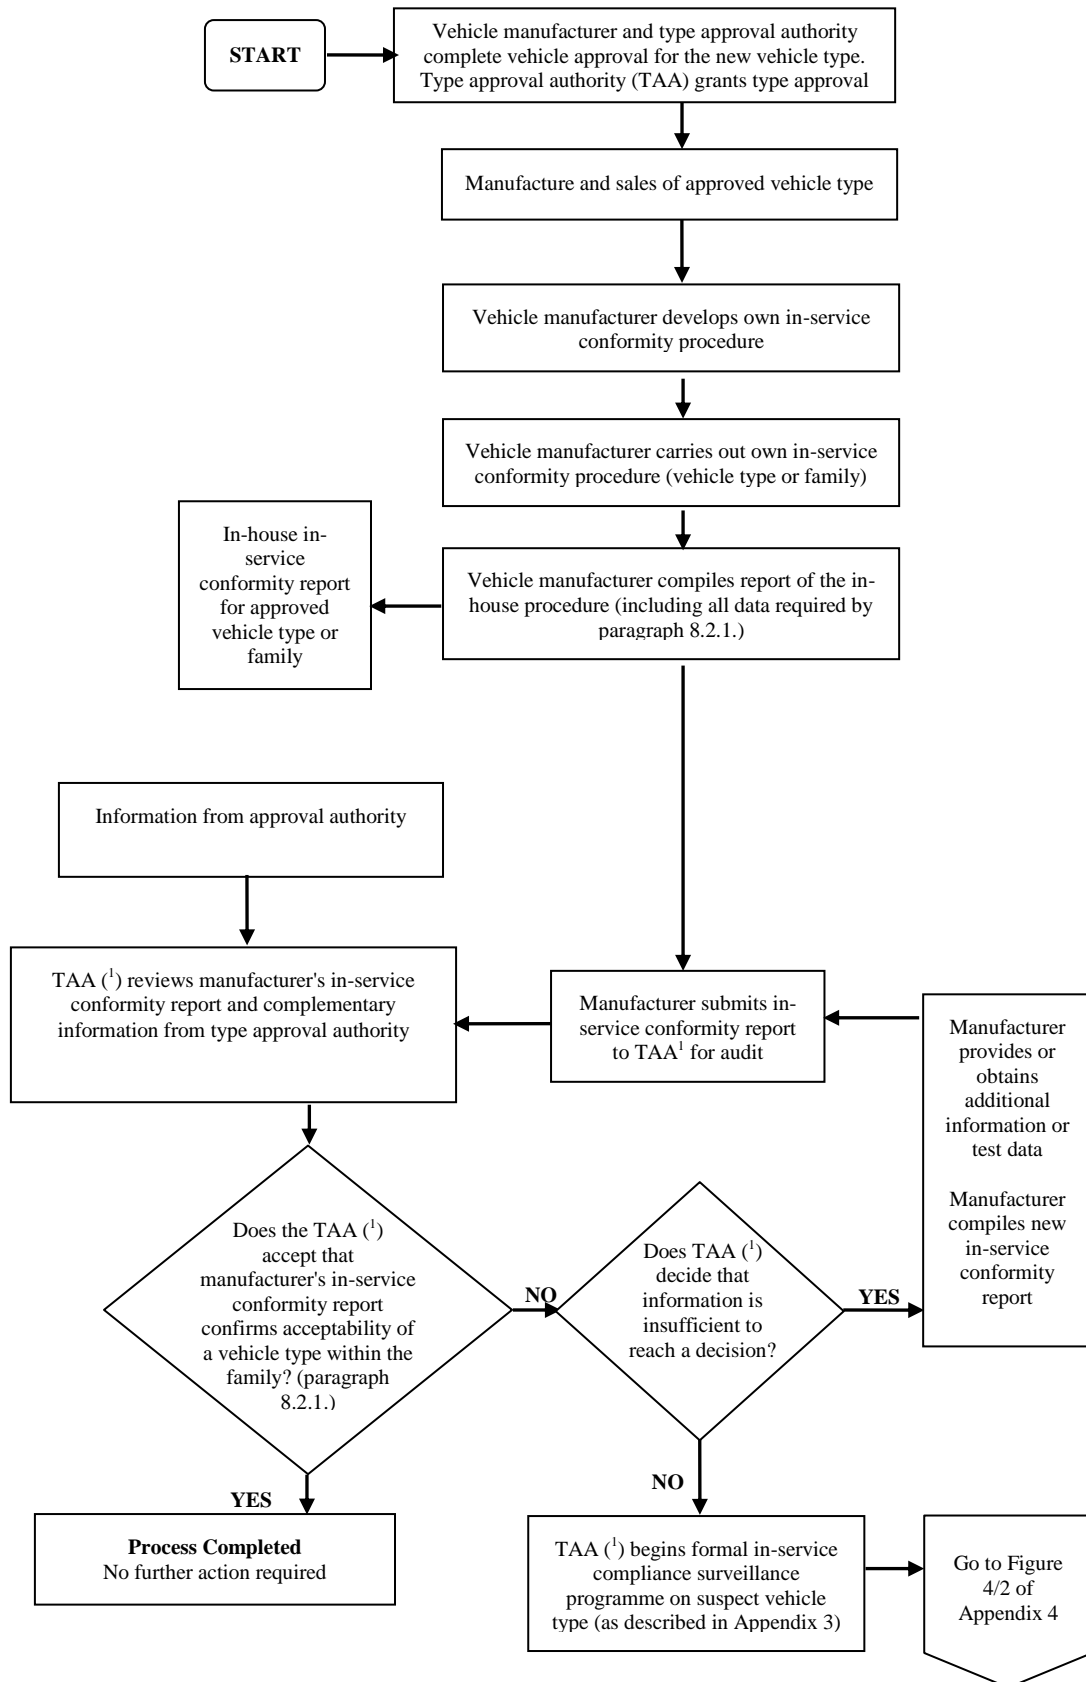 START
Vehicle manufacturer and type approval authority
complete vehicle approval for the new vehicle type.
Type approval authority (TAA) grants type approval
Manufacture and sales of approved vehicle type
Vehicle manufacturer develops own in-service
conformity procedure
Vehicle manufacturer carries out own in-service
conformity procedure (vehicle type or family)
In-house in-
service
conformity report
for approved
vehicle type or
family
Vehicle manufacturer compiles report of the in-
house procedure (including all data required by
paragraph 8.2.1.)
Information from approval authority
TAA (¹) reviews manufacturer's in-service
conformity report and complementary
information from type approval authority
Manufacturer submits in-
service conformity report
to TAA¹ for audit
Manufacturer
provides or
obtains
additional
information or
test data
Manufacturer
compiles new
in-service
conformity
report
Does the TAA (¹)
accept that
manufacturer's in-service
conformity report
confirms acceptability of
a vehicle type within the
family? (paragraph
8.2.1.)
NO
Does TAA (¹)
decide that
information is
insufficient to
reach a decision?
YES
NO
YES
Process Completed
No further action required
TAA (¹) begins formal in-service
compliance surveillance
programme on suspect vehicle
type (as described in Appendix 3)
Go to Figure
4/2 of
Appendix 4